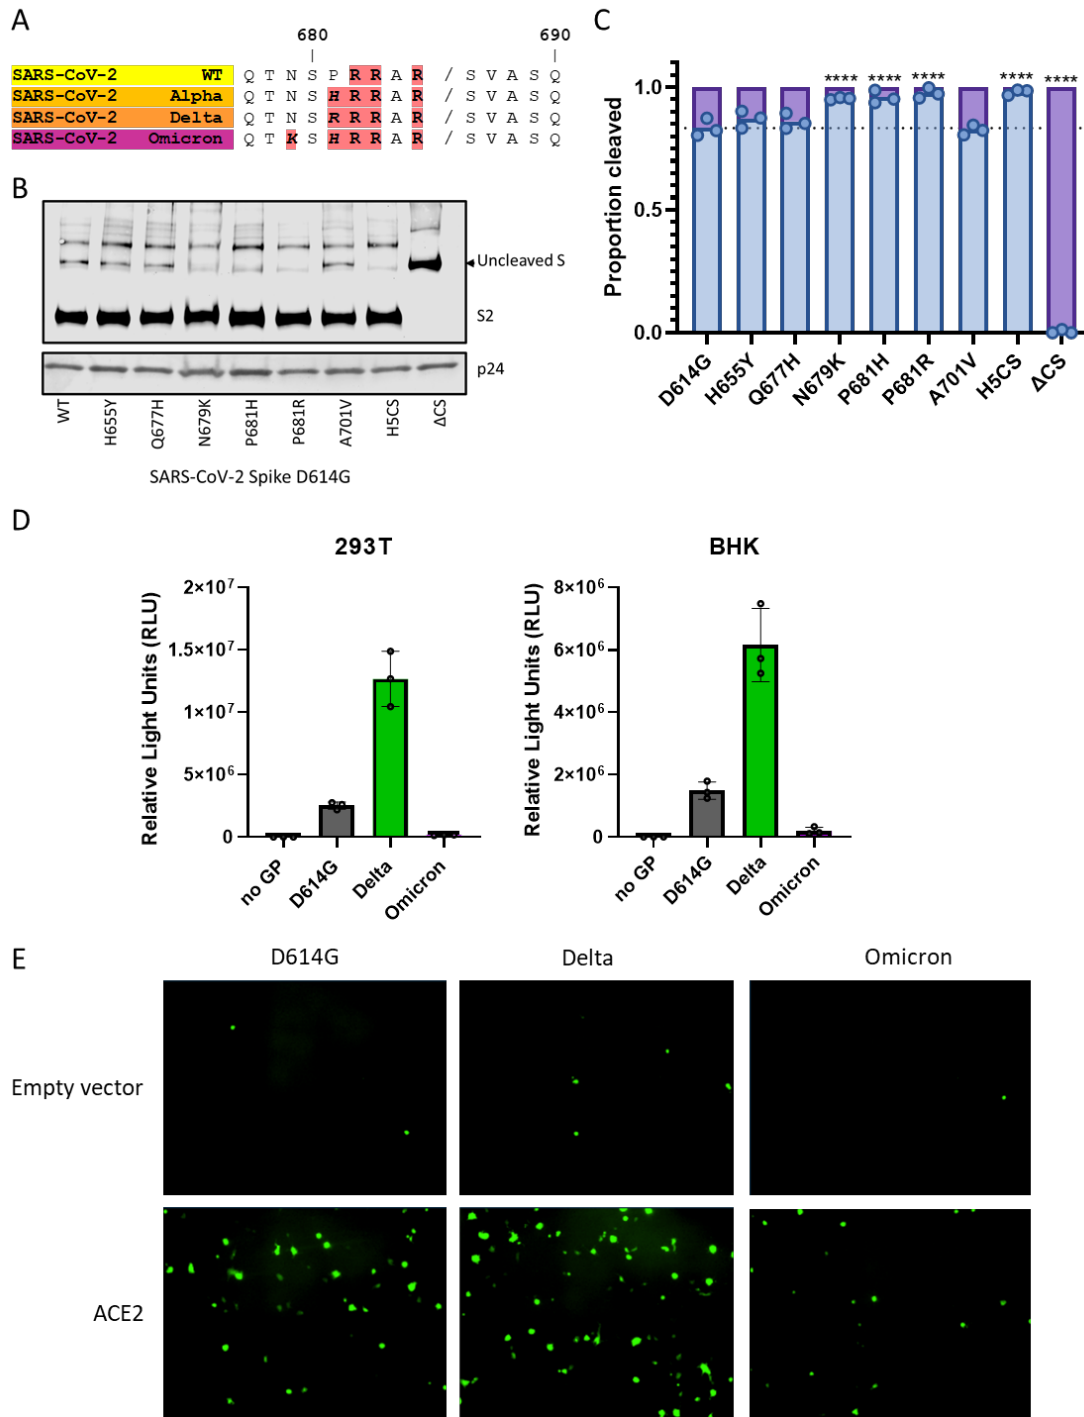 A
680
690
SARS-CoV-2 WT Q T N S P R R A R / S V A S Q
SARS-CoV-2 Alpha Q T N S H R R A R / S V A S Q
SARS-CoV-2 Delta Q T N S R R R A R / S V A S Q
SARS-CoV-2 Omicron Q T K S H R R A R / S V A S Q
B
Uncleaved S
S2
p24
WT
H655Y
Q677H
N679K
P681H
P681R
A701V
H5CS
ΔCS
SARS-CoV-2 Spike D614G
C
Proportion cleaved
1.0
0.5
0.0
**** **** **** **** ****
D614G
H655Y
Q677H
N679K
P681H
P681R
A701V
H5CS
ΔCS
D
293T
Relative Light Units (RLU)
2×10⁷
1.5×10⁷
1×10⁷
5×10⁶
0
no GP
D614G
Delta
Omicron
BHK
Relative Light Units (RLU)
8×10⁶
6×10⁶
4×10⁶
2×10⁶
0
no GP
D614G
Delta
Omicron
E
D614G
Delta
Omicron
Empty vector
ACE2